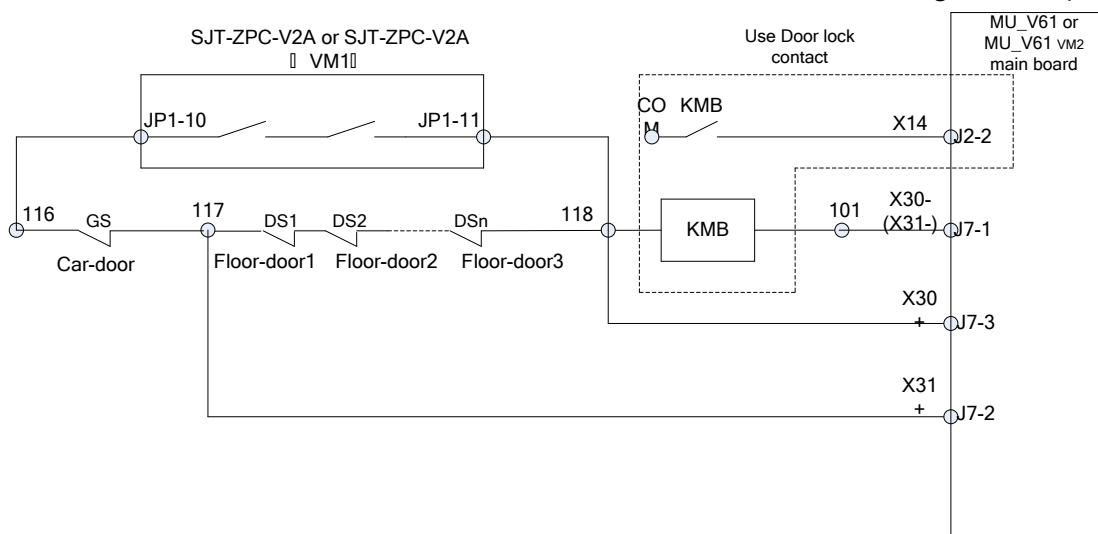 MU_V61 or
MU_V61 VM2
main board
SJT-ZPC-V2A or SJT-ZPC-V2A
VM1
Use Door lock
contact
JP1-10
JP1-11
CO
M
KMB
X14
J2-2
116
GS
117
DS1
DS2
DSn
118
KMB
101
X30-
(X31-)
J7-1
Car-door
Floor-door1
Floor-door2
Floor-door3
X30
+
J7-3
X31
+
J7-2